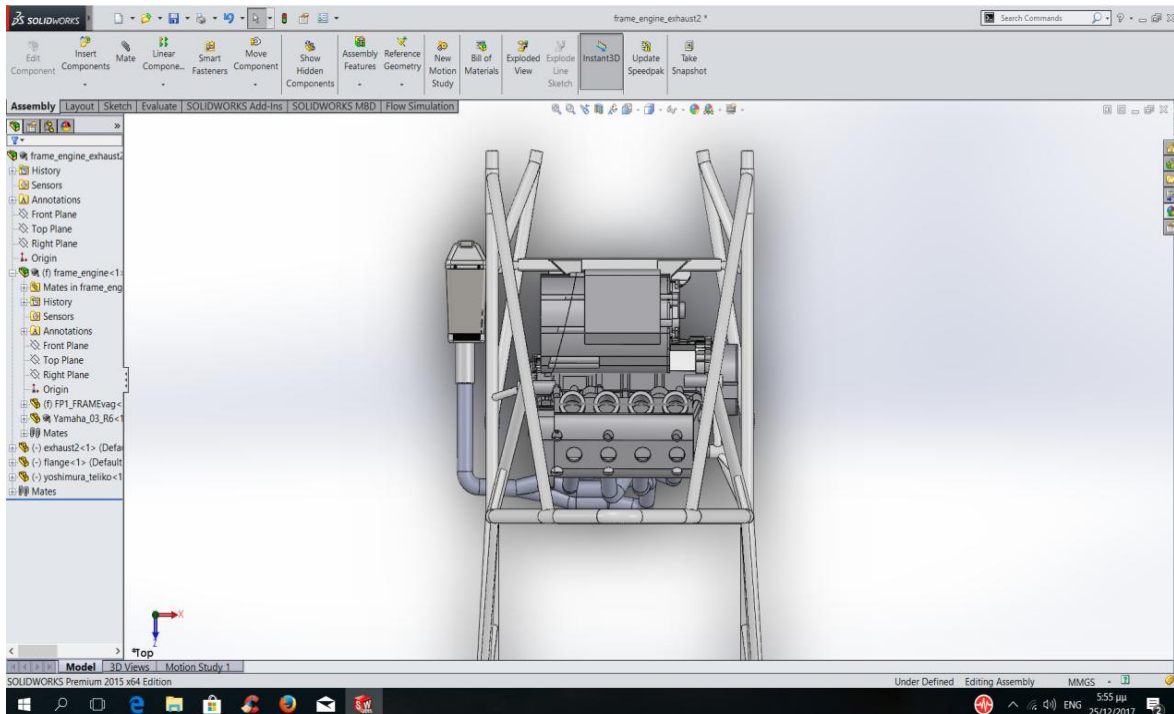 SOLIDWORKS
frame_engine_exhaust2 *
Search Commands
Edit Component
Insert Components
Mate
Linear Compone...
Smart Fasteners
Move Component
Show Hidden Components
Assembly Features
Reference Geometry
New Motion Study
Bill of Materials
Exploded View
Explode Line Sketch
Instant3D
Update Speedpak
Take Snapshot
Assembly Layout Sketch Evaluate SOLIDWORKS Add-Ins SOLIDWORKS MBD Flow Simulation
frame_engine_exhaust2
History
Sensors
Annotations
Front Plane
Top Plane
Right Plane
Origin
(f) frame_engine<1>
Mates in frame_eng
History
Sensors
Annotations
Front Plane
Top Plane
Right Plane
Origin
(f) FP1_FRAMEvag<
Yamaha_03_R6<1
Mates
(-) exhaust2<1> (Defau
(-) flange<1> (Default
(-) yoshimura_teliko<1
Mates
X
Z
*Top
Model 3D Views Motion Study 1
SOLIDWORKS Premium 2015 x64 Edition
Under Defined Editing Assembly MMGS
ENG
5:55 μμ
25/12/2017